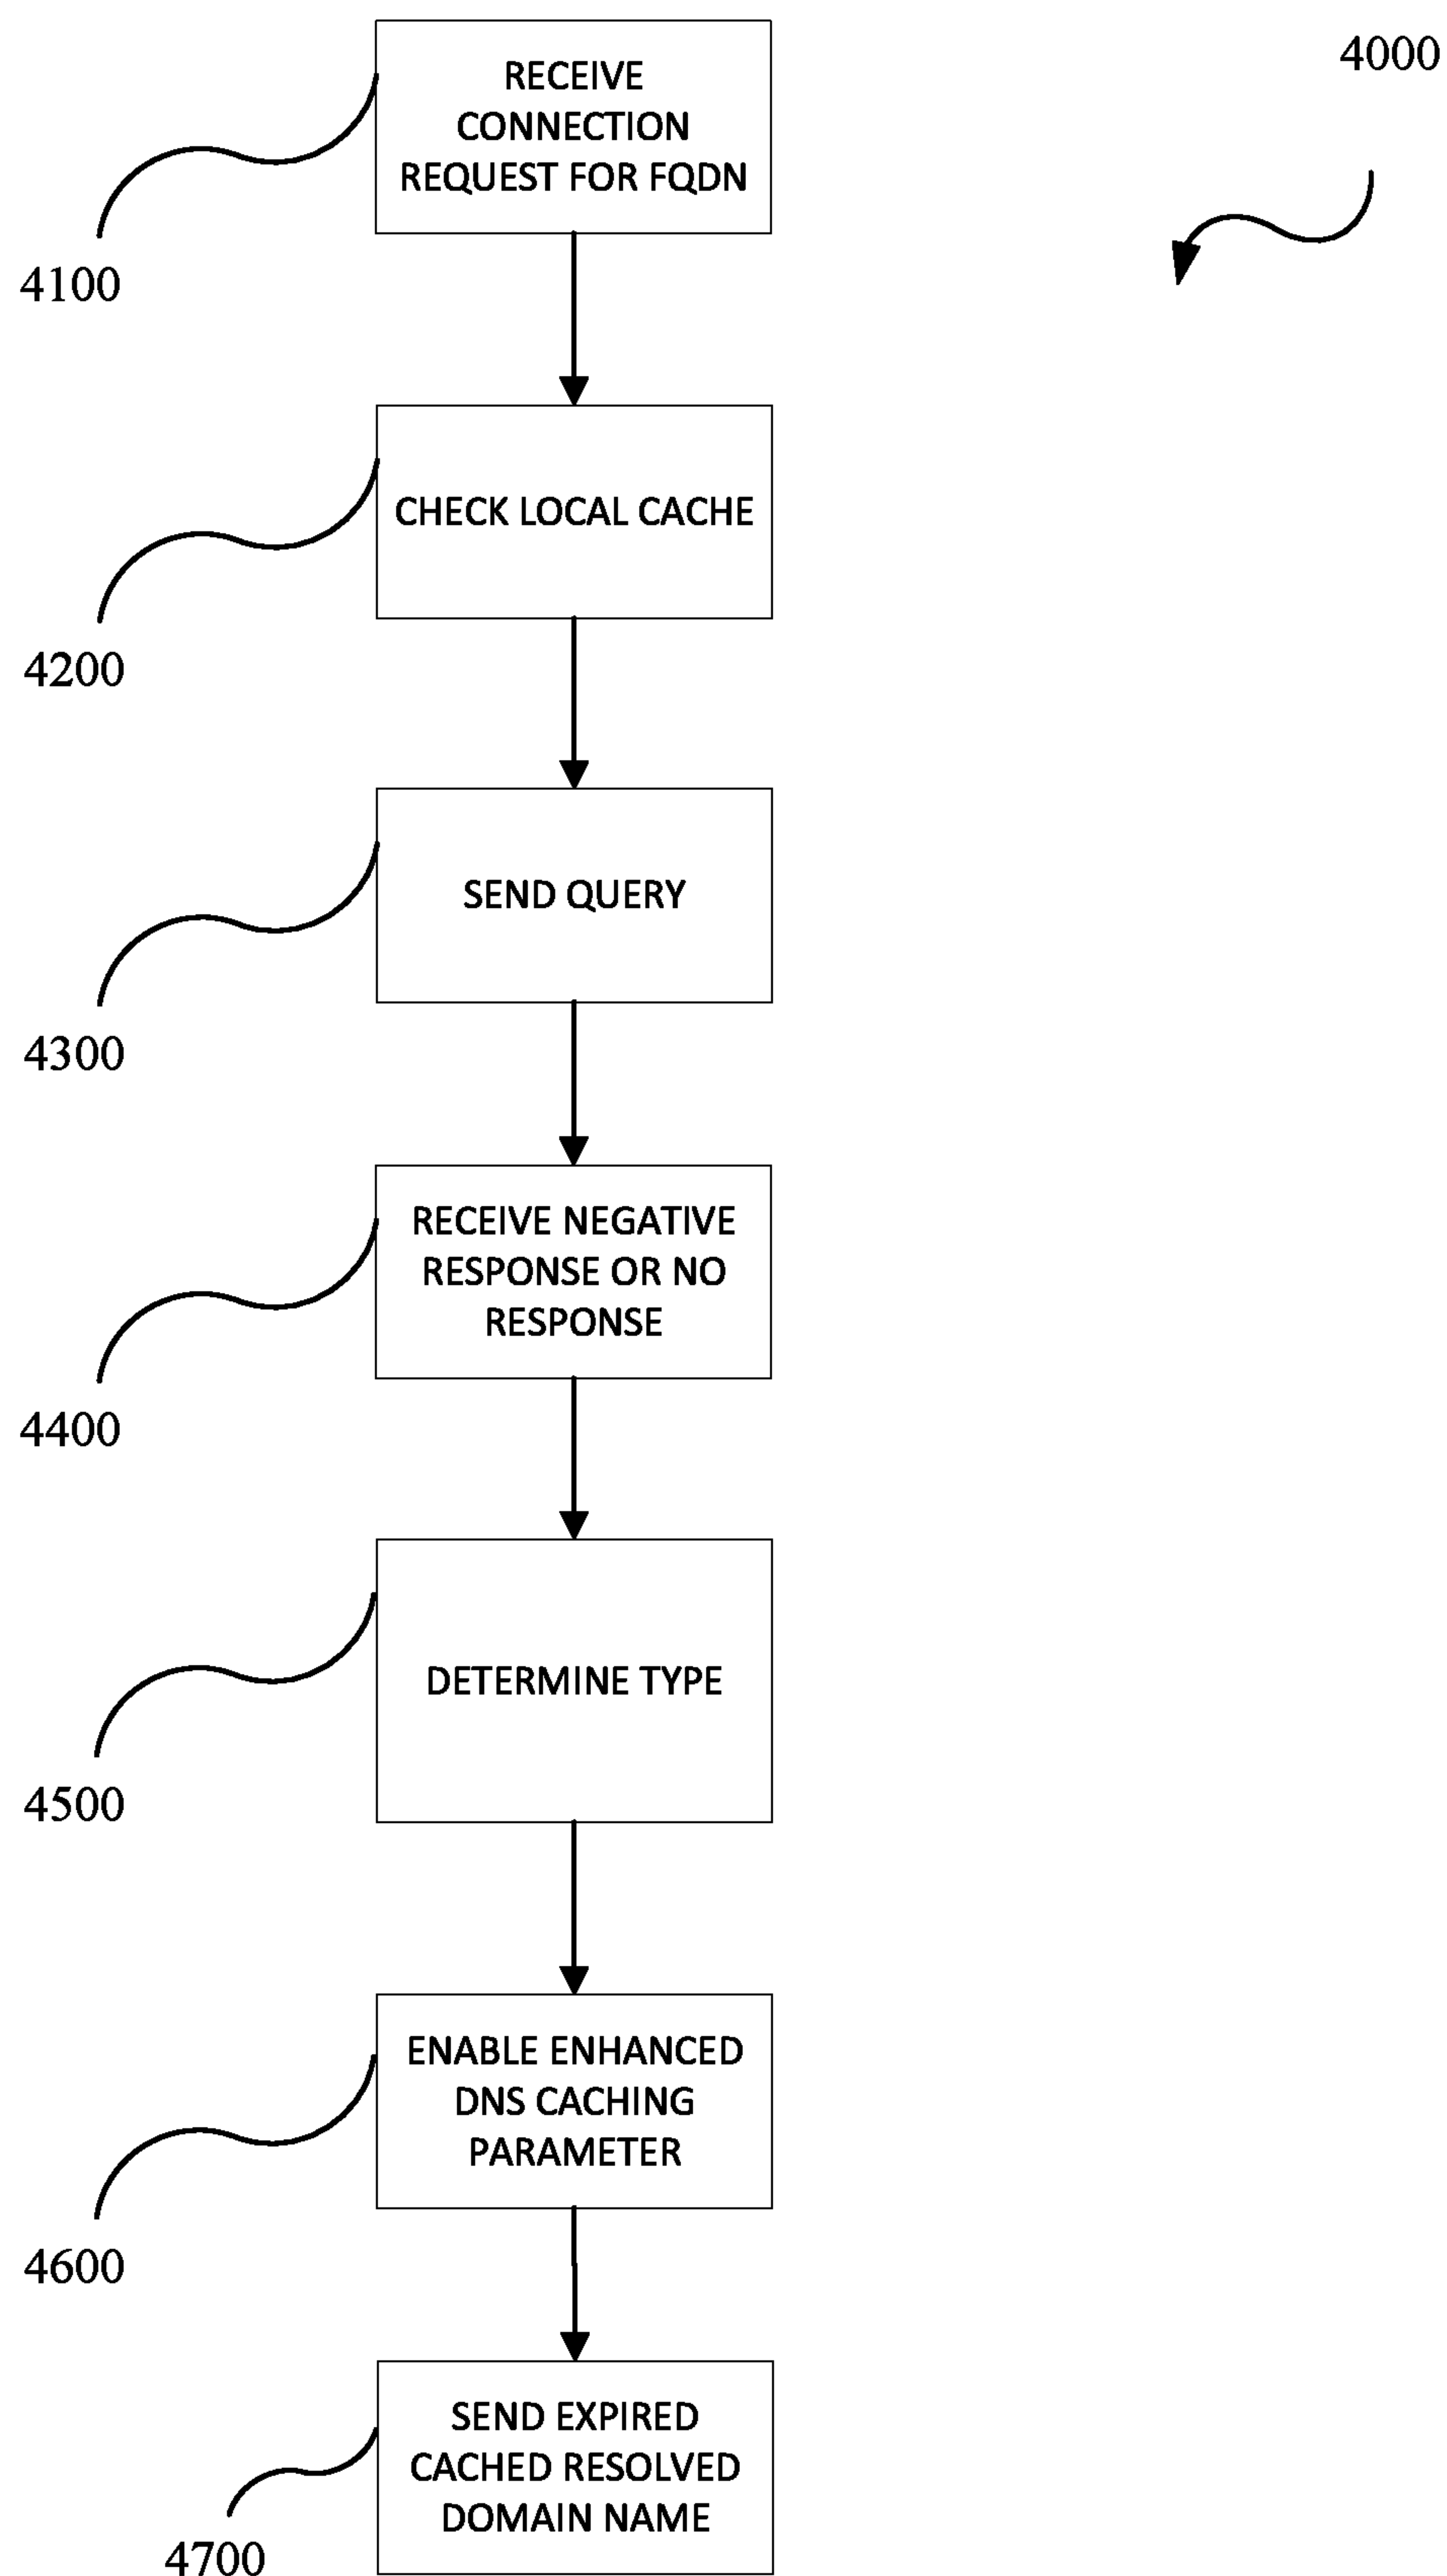 RECEIVE
CONNECTION
REQUEST FOR FQDN
4000
4100
CHECK LOCAL CACHE
4200
SEND QUERY
4300
RECEIVE NEGATIVE
RESPONSE OR NO
RESPONSE
4400
DETERMINE TYPE
4500
ENABLE ENHANCED
DNS CACHING
PARAMETER
4600
SEND EXPIRED
CACHED RESOLVED
DOMAIN NAME
4700